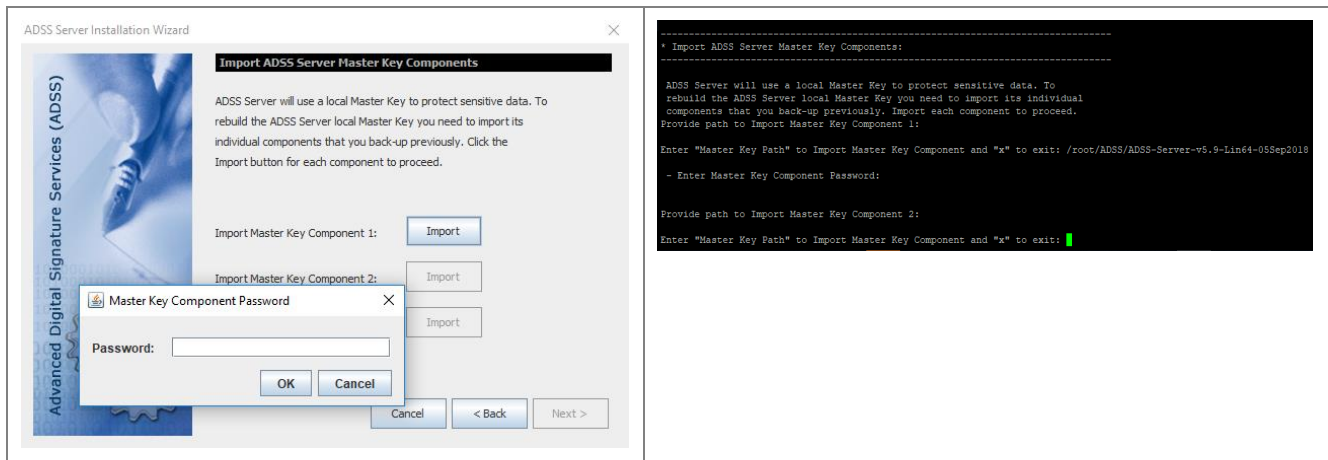 ADSS Server Installation Wizard
Advanced Digital Signature Services (ADSS)
Import ADSS Server Master Key Components
ADSS Server will use a local Master Key to protect sensitive data. To
rebuild the ADSS Server local Master Key you need to import its
individual components that you back-up previously. Click the
Import button for each component to proceed.
Import Master Key Component 1:
Import
Import Master Key Component 2:
Import
Import
Master Key Component Password
Password:
OK
Cancel
Cancel
< Back
Next >
* Import ADSS Server Master Key Components:
ADSS Server will use a local Master Key to protect sensitive data. To
rebuild the ADSS Server local Master Key you need to import its individual
components that you back-up previously. Import each component to proceed.
Provide path to Import Master Key Component 1:
Enter "Master Key Path" to Import Master Key Component and "x" to exit: /root/ADSS/ADSS-Server-v5.9-Lin64-05Sep2018
- Enter Master Key Component Password:
Provide path to Import Master Key Component 2:
Enter "Master Key Path" to Import Master Key Component and "x" to exit: